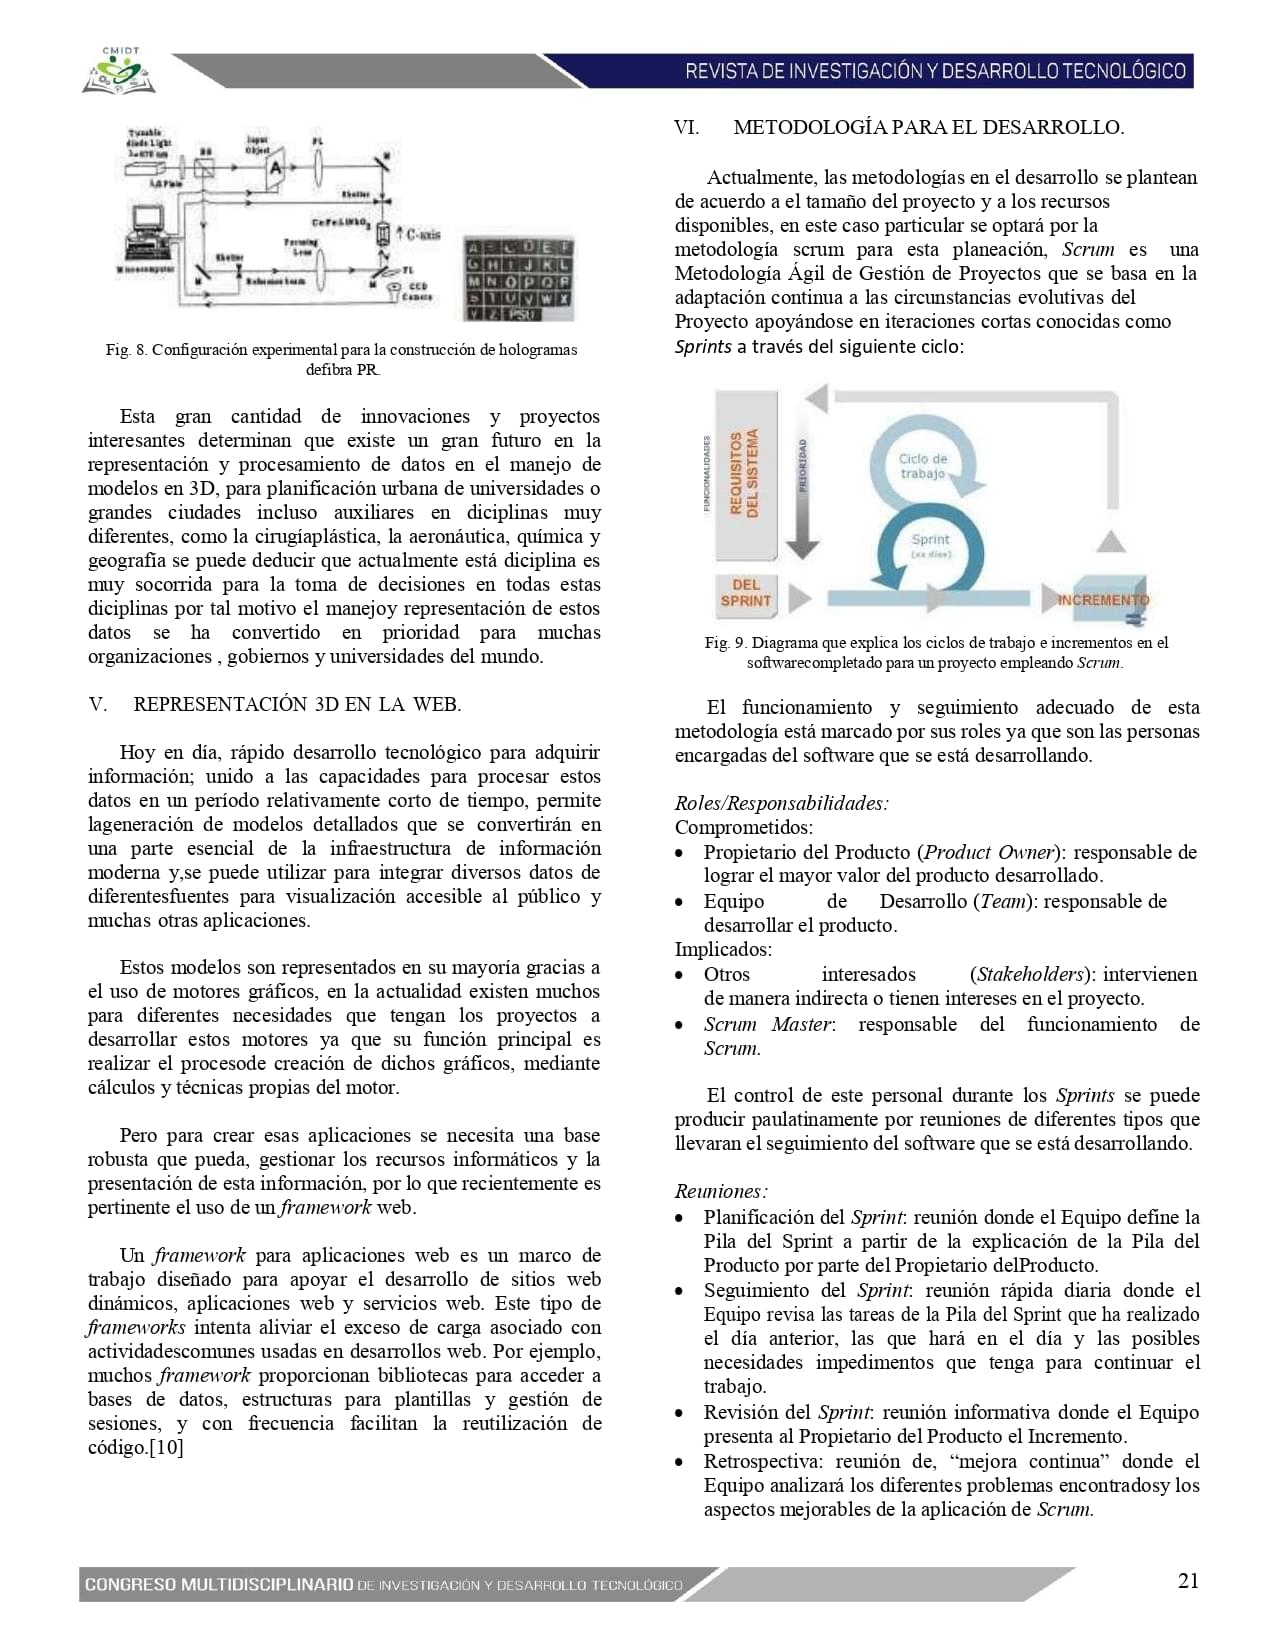 CMIDT
REVISTA DE INVESTIGACIÓN Y DESARROLLO TECNOLÓGICO
Tunable
diode Light
BS
Input
Object
FL
M
A
Shutter
C-axis
Microcomputer
Shutter
Focusing
Lens
M
Reference beam
FL
CCD
Camera
A B C D E F
G H I J K L
M N O P Q R
S T U V W X
Y Z PSU
Fig. 8. Configuración experimental para la construcción de hologramas
defibra PR.
Esta gran cantidad de innovaciones y proyectos
interesantes determinan que existe un gran futuro en la
representación y procesamiento de datos en el manejo de
modelos en 3D, para planificación urbana de universidades o
grandes ciudades incluso auxiliares en diciplinas muy
diferentes, como la cirugíaplástica, la aeronáutica, química y
geografía se puede deducir que actualmente está diciplina es
muy socorrida para la toma de decisiones en todas estas
diciplinas por tal motivo el manejoy representación de estos
datos se ha convertido en prioridad para muchas
organizaciones , gobiernos y universidades del mundo.
V. REPRESENTACIÓN 3D EN LA WEB.
Hoy en día, rápido desarrollo tecnológico para adquirir
información; unido a las capacidades para procesar estos
datos en un período relativamente corto de tiempo, permite
lageneración de modelos detallados que se convertirán en
una parte esencial de la infraestructura de información
moderna y,se puede utilizar para integrar diversos datos de
diferentesfuentes para visualización accesible al público y
muchas otras aplicaciones.
Estos modelos son representados en su mayoría gracias a
el uso de motores gráficos, en la actualidad existen muchos
para diferentes necesidades que tengan los proyectos a
desarrollar estos motores ya que su función principal es
realizar el procesode creación de dichos gráficos, mediante
cálculos y técnicas propias del motor.
Pero para crear esas aplicaciones se necesita una base
robusta que pueda, gestionar los recursos informáticos y la
presentación de esta información, por lo que recientemente es
pertinente el uso de un framework web.
Un framework para aplicaciones web es un marco de
trabajo diseñado para apoyar el desarrollo de sitios web
dinámicos, aplicaciones web y servicios web. Este tipo de
frameworks intenta aliviar el exceso de carga asociado con
actividadescomunes usadas en desarrollos web. Por ejemplo,
muchos framework proporcionan bibliotecas para acceder a
bases de datos, estructuras para plantillas y gestión de
sesiones, y con frecuencia facilitan la reutilización de
código.[10]
VI. METODOLOGÍA PARA EL DESARROLLO.
Actualmente, las metodologías en el desarrollo se plantean
de acuerdo a el tamaño del proyecto y a los recursos
disponibles, en este caso particular se optará por la
metodología scrum para esta planeación, Scrum es una
Metodología Ágil de Gestión de Proyectos que se basa en la
adaptación continua a las circunstancias evolutivas del
Proyecto apoyándose en iteraciones cortas conocidas como
Sprints a través del siguiente ciclo:
FUNCIONALIDADES
REQUISITOS
DEL SISTEMA
PRIORIDAD
Ciclo de
trabajo
Sprint
(xx días)
DEL
SPRINT
INCREMENTO
Fig. 9. Diagrama que explica los ciclos de trabajo e incrementos en el
softwarecompletado para un proyecto empleando Scrum.
El funcionamiento y seguimiento adecuado de esta
metodología está marcado por sus roles ya que son las personas
encargadas del software que se está desarrollando.
Roles/Responsabilidades:
Comprometidos:
• Propietario del Producto (Product Owner): responsable de
lograr el mayor valor del producto desarrollado.
• Equipo de Desarrollo (Team): responsable de
desarrollar el producto.
Implicados:
• Otros interesados (Stakeholders): intervienen
de manera indirecta o tienen intereses en el proyecto.
• Scrum Master: responsable del funcionamiento de
Scrum.
El control de este personal durante los Sprints se puede
producir paulatinamente por reuniones de diferentes tipos que
llevaran el seguimiento del software que se está desarrollando.
Reuniones:
• Planificación del Sprint: reunión donde el Equipo define la
Pila del Sprint a partir de la explicación de la Pila del
Producto por parte del Propietario delProducto.
• Seguimiento del Sprint: reunión rápida diaria donde el
Equipo revisa las tareas de la Pila del Sprint que ha realizado
el día anterior, las que hará en el día y las posibles
necesidades impedimentos que tenga para continuar el
trabajo.
• Revisión del Sprint: reunión informativa donde el Equipo
presenta al Propietario del Producto el Incremento.
• Retrospectiva: reunión de, “mejora continua” donde el
Equipo analizará los diferentes problemas encontradosy los
aspectos mejorables de la aplicación de Scrum.
CONGRESO MULTIDISCIPLINARIO DE INVESTIGACIÓN Y DESARROLLO TECNOLÓGICO
21